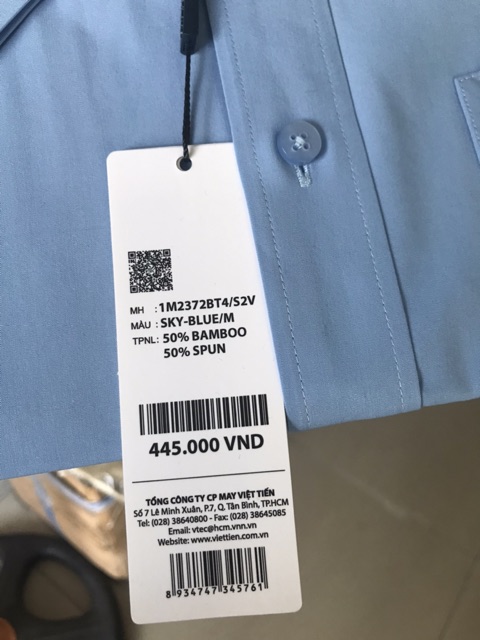 MH : 1M2372BT4/S2V
MÀU : SKY-BLUE/M
TPNL: 50% BAMBOO
50% SPUN
445.000 VND
TỔNG CÔNG TY CP MAY VIỆT TIẾN
Số 7 Lê Minh Xuân, P.7, Q. Tân Bình, TP.HCM
Tel: (028) 38640800 - Fax: (028) 38645085
Email: vtec@hcm.vnn.vn
Website: www.viettien.com.vn
8 934747 345761